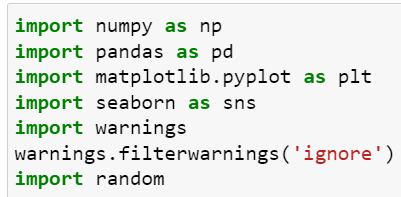 import numpy as np
import pandas as pd
import matplotlib.pyplot as plt
import seaborn as sns
import warnings
warnings.filterwarnings('ignore')
import random